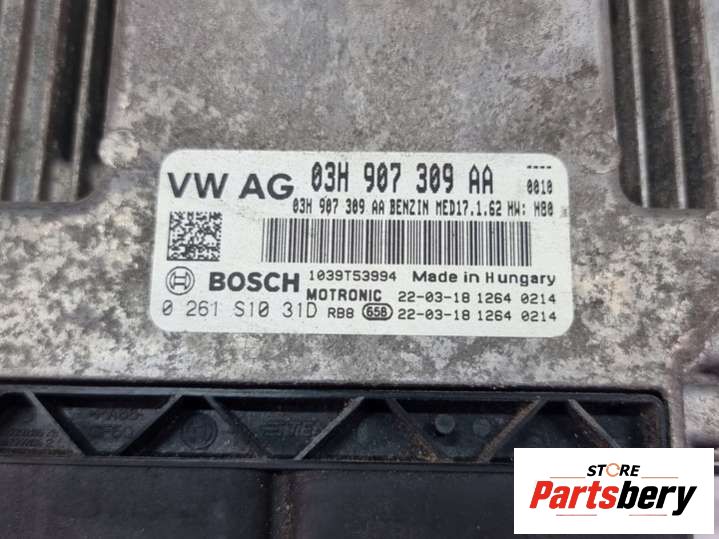 VW AG 03H 907 309 AA ----
0010
03H 907 309 AA BENZIN MED17.1.62 HW: H80
BOSCH 1039T53994 Made in Hungary
MOTRONIC 22-03-18 1264 0214
0 261 S10 31D RB8 658 22-03-18 1264 0214
STORE
Partsbery